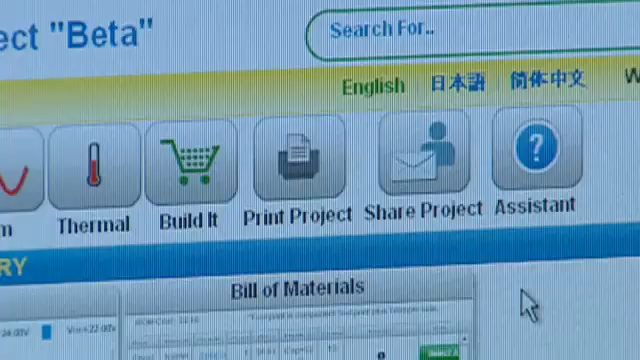 ect "Beta"
Search For..
English 日本語 简体中文 W
m Thermal Build It Print Project Share Project Assistant
RY
Bill of Materials